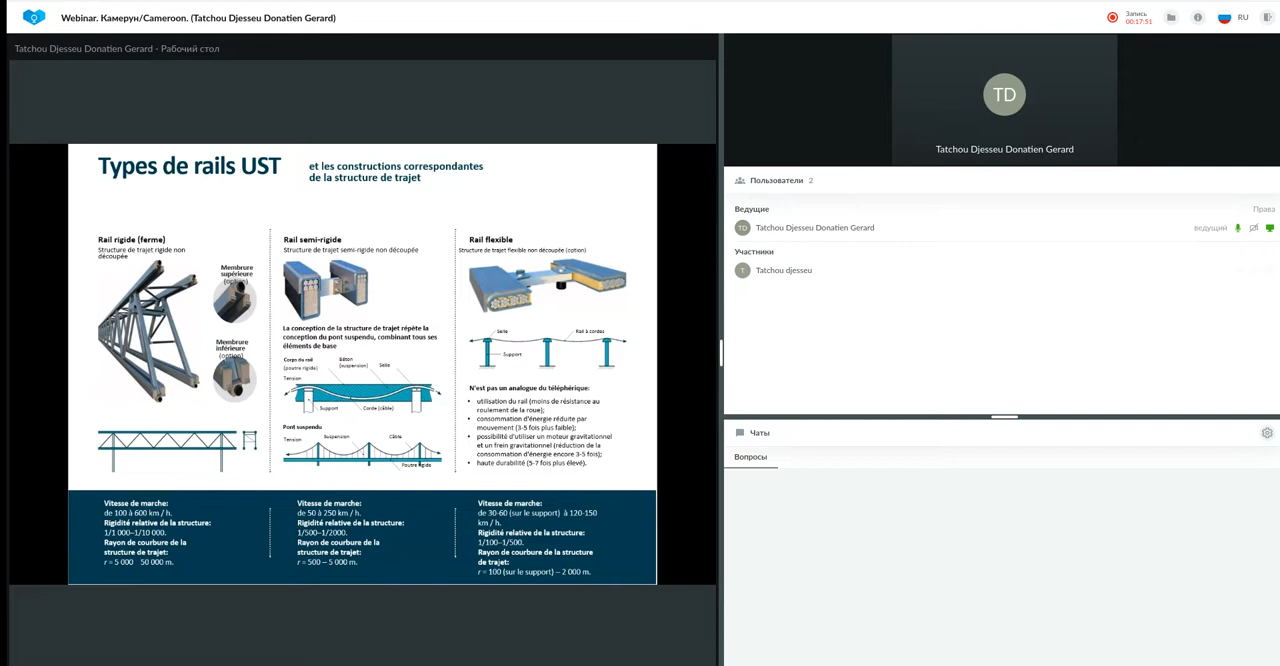 Webinar. Камерун/Cameroon. (Tatchou Djesseu Donatien Gerard)
Запись
00:17:51
RU
Tatchou Djesseu Donatien Gerard - Рабочий стол
Types de rails UST
et les constructions correspondantes
de la structure de trajet
Rail rigide (ferme)
Structure de trajet rigide non
découpée
Membrure
supérieure
(option)
Membrure
inférieure
(option)
Rail semi-rigide
Structure de trajet semi-rigide non découpée
La conception de la structure de trajet répète la
conception du pont suspendu, combinant tous ses
éléments de base
Corps du rail
(poutre rigide)
Béton
(suspension)
Selle
Tension
Support
Corde (câble)
Pont suspendu
Tension
Suspension
Câble
Poutre rigide
Rail flexible
Structure de trajet flexible non découpée (option)
Selle
Rail à cordes
Support
N'est pas un analogue du téléphérique:
• utilisation du rail (moins de résistance au
roulement de la roue);
• consommation d'énergie réduite par
mouvement (3-5 fois plus faible);
• possibilité d'utiliser un moteur gravitationnel
et un frein gravitationnel (réduction de la
consommation d'énergie encore 3-5 fois);
• haute durabilité (5-7 fois plus élevé).
Vitesse de marche:
de 100 à 600 km / h.
Rigidité relative de la structure:
1/1 000–1/10 000.
Rayon de courbure de la
structure de trajet:
r = 5 000 50 000 m.
Vitesse de marche:
de 50 à 250 km / h.
Rigidité relative de la structure:
1/500–1/2000.
Rayon de courbure de la
structure de trajet:
r = 500 – 5 000 m.
Vitesse de marche:
de 30-60 (sur le support) à 120-150
km / h.
Rigidité relative de la structure:
1/100–1/500.
Rayon de courbure de la structure
de trajet:
r = 100 (sur le support) – 2 000 m.
TD
Tatchou Djesseu Donatien Gerard
Пользователи 2
Ведущие Права
TD Tatchou Djesseu Donatien Gerard ведущий
Участники
T Tatchou djesseu
Чаты
Вопросы